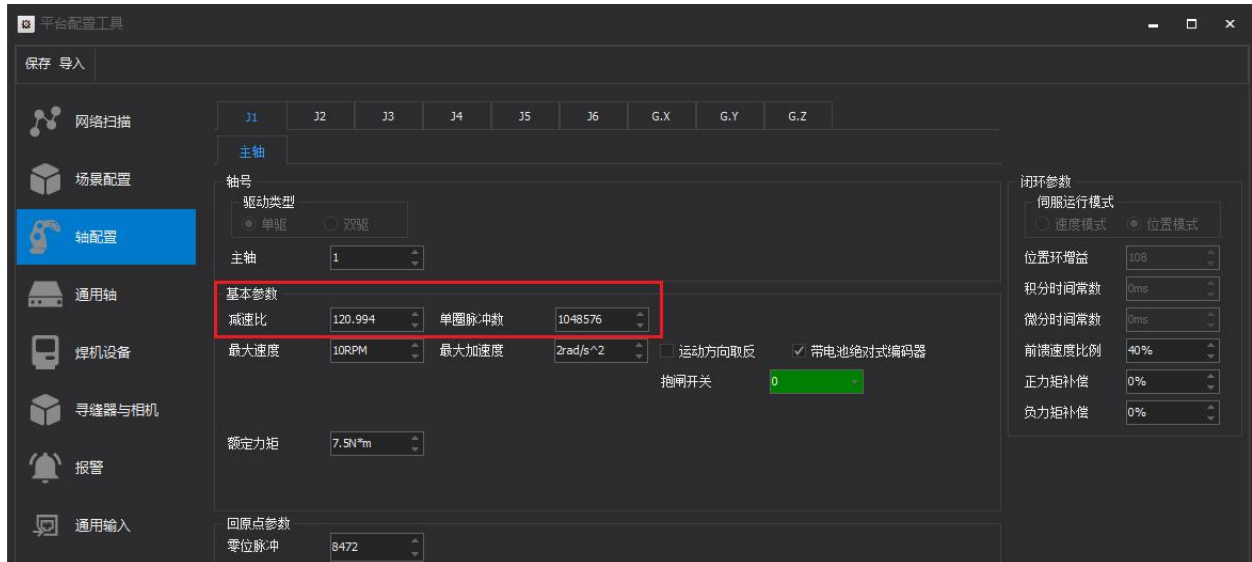 平台配置工具
保存 导入
网络扫描
场景配置
轴配置
通用轴
焊机设备
寻缝器与相机
报警
通用输入
J1 J2 J3 J4 J5 J6 G.X G.Y G.Z
主轴
轴号
驱动类型
单驱 双驱
主轴 1
基本参数
减速比 120.994 单圈脉冲数 1048576
最大速度 10RPM 最大加速度 2rad/s^2 运动方向取反 带电池绝对式编码器
抱闸开关 0
额定力矩 7.5N*m
回原点参数
零位脉冲 8472
闭环参数
伺服运行模式
速度模式 位置模式
位置环增益 108
积分时间常数 0ms
微分时间常数 0ms
前馈速度比例 40%
正力矩补偿 0%
负力矩补偿 0%